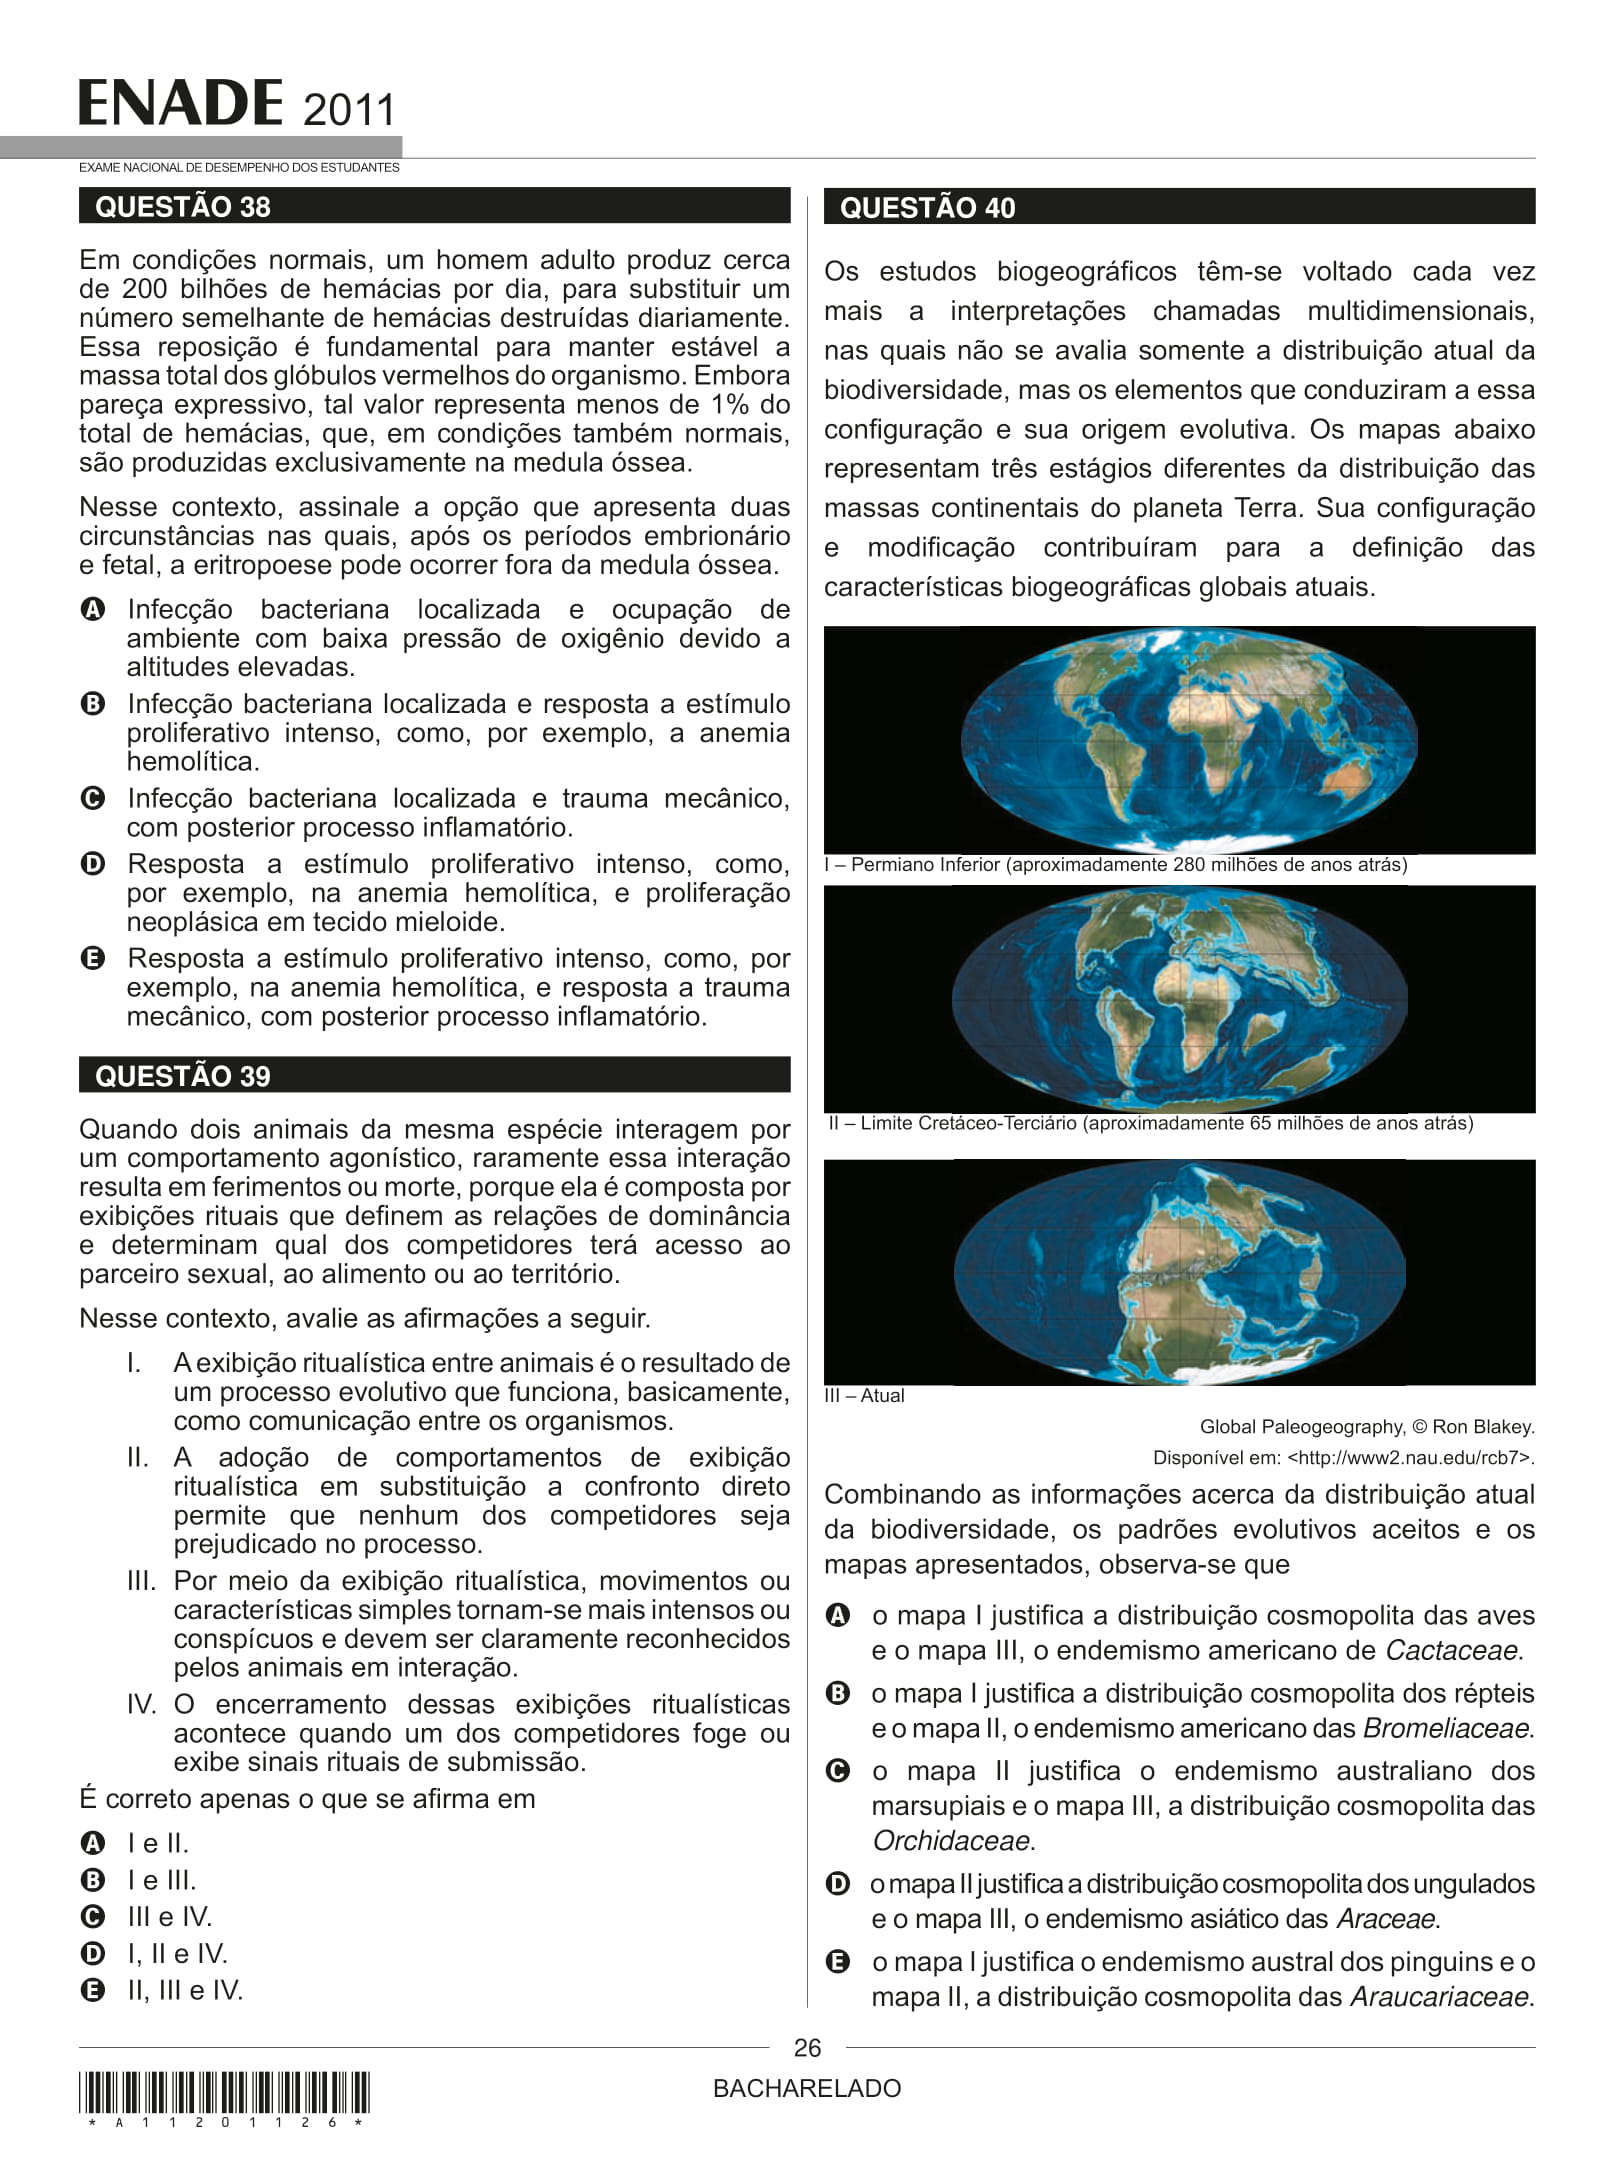 ENADE 2011
EXAME NACIONAL DE DESEMPENHO DOS ESTUDANTES
QUESTÃO 38
Em condições normais, um homem adulto produz cerca
de 200 bilhões de hemácias por dia, para substituir um
número semelhante de hemácias destruídas diariamente.
Essa reposição é fundamental para manter estável a
massa total dos glóbulos vermelhos do organismo. Embora
pareça expressivo, tal valor representa menos de 1% do
total de hemácias, que, em condições também normais,
são produzidas exclusivamente na medula óssea.
Nesse contexto, assinale a opção que apresenta duas
circunstâncias nas quais, após os períodos embrionário
e fetal, a eritropoese pode ocorrer fora da medula óssea.
A Infecção bacteriana localizada e ocupação de
ambiente com baixa pressão de oxigênio devido a
altitudes elevadas.
B Infecção bacteriana localizada e resposta a estímulo
proliferativo intenso, como, por exemplo, a anemia
hemolítica.
C Infecção bacteriana localizada e trauma mecânico,
com posterior processo inflamatório.
D Resposta a estímulo proliferativo intenso, como,
por exemplo, na anemia hemolítica, e proliferação
neoplásica em tecido mieloide.
E Resposta a estímulo proliferativo intenso, como, por
exemplo, na anemia hemolítica, e resposta a trauma
mecânico, com posterior processo inflamatório.
QUESTÃO 39
Quando dois animais da mesma espécie interagem por
um comportamento agonístico, raramente essa interação
resulta em ferimentos ou morte, porque ela é composta por
exibições rituais que definem as relações de dominância
e determinam qual dos competidores terá acesso ao
parceiro sexual, ao alimento ou ao território.
Nesse contexto, avalie as afirmações a seguir.
I. A exibição ritualística entre animais é o resultado de
um processo evolutivo que funciona, basicamente,
como comunicação entre os organismos.
II. A adoção de comportamentos de exibição
ritualística em substituição a confronto direto
permite que nenhum dos competidores seja
prejudicado no processo.
III. Por meio da exibição ritualística, movimentos ou
características simples tornam-se mais intensos ou
conspícuos e devem ser claramente reconhecidos
pelos animais em interação.
IV. O encerramento dessas exibições ritualísticas
acontece quando um dos competidores foge ou
exibe sinais rituais de submissão.
É correto apenas o que se afirma em
A I e II.
B I e III.
C III e IV.
D I, II e IV.
E II, III e IV.
QUESTÃO 40
Os estudos biogeográficos têm-se voltado cada vez
mais a interpretações chamadas multidimensionais,
nas quais não se avalia somente a distribuição atual da
biodiversidade, mas os elementos que conduziram a essa
configuração e sua origem evolutiva. Os mapas abaixo
representam três estágios diferentes da distribuição das
massas continentais do planeta Terra. Sua configuração
e modificação contribuíram para a definição das
características biogeográficas globais atuais.
I – Permiano Inferior (aproximadamente 280 milhões de anos atrás)
II – Limite Cretáceo-Terciário (aproximadamente 65 milhões de anos atrás)
III – Atual
Global Paleogeography, © Ron Blakey.
Disponível em: <http://www2.nau.edu/rcb7>.
Combinando as informações acerca da distribuição atual
da biodiversidade, os padrões evolutivos aceitos e os
mapas apresentados, observa-se que
A o mapa I justifica a distribuição cosmopolita das aves
e o mapa III, o endemismo americano de Cactaceae.
B o mapa I justifica a distribuição cosmopolita dos répteis
e o mapa II, o endemismo americano das Bromeliaceae.
C o mapa II justifica o endemismo australiano dos
marsupiais e o mapa III, a distribuição cosmopolita das
Orchidaceae.
D o mapa II justifica a distribuição cosmopolita dos ungulados
e o mapa III, o endemismo asiático das Araceae.
E o mapa I justifica o endemismo austral dos pinguins e o
mapa II, a distribuição cosmopolita das Araucariaceae.
26
BACHARELADO
* A 1 1 2 0 1 1 2 6 *